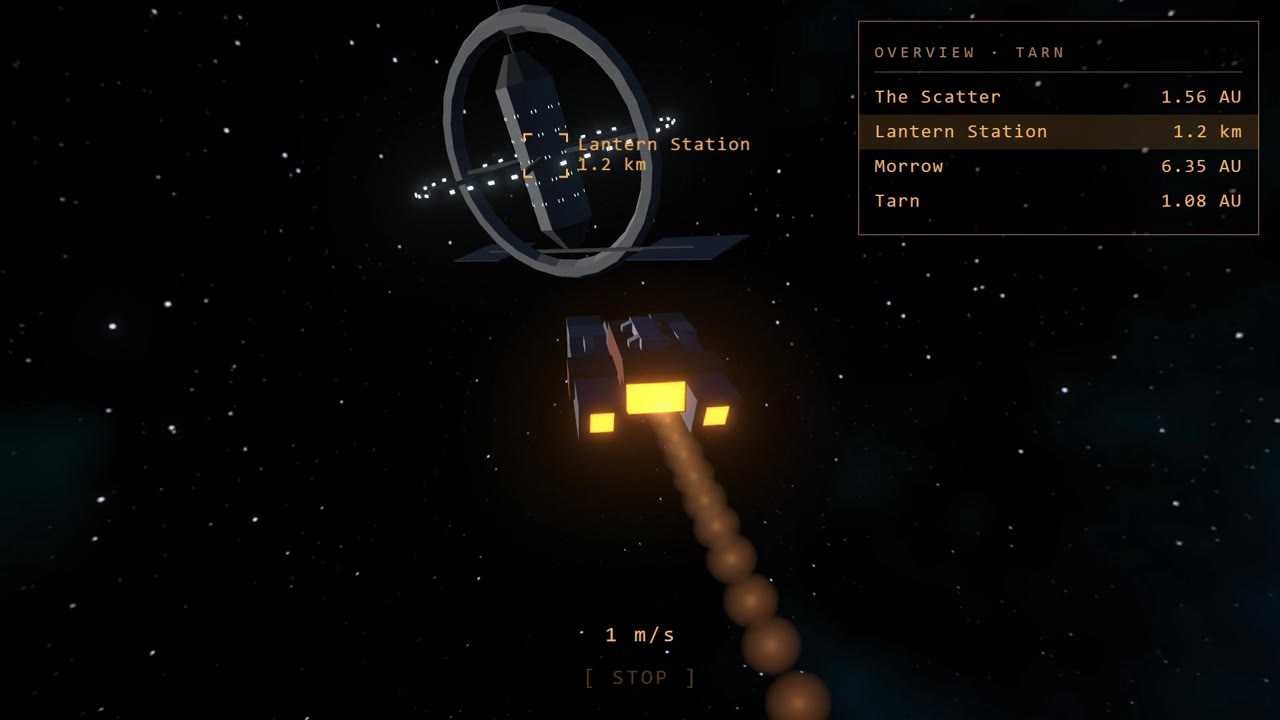 OVERVIEW · TARN
The Scatter 1.56 AU
Lantern Station 1.2 km
Morrow 6.35 AU
Tarn 1.08 AU
Lantern Station
1.2 km
1 m/s
[ STOP ]